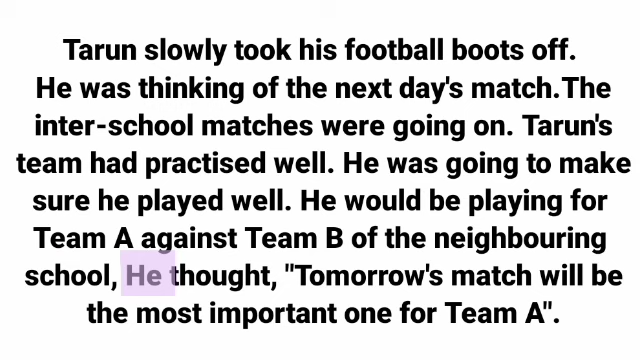 Tarun slowly took his football boots off.
He was thinking of the next day's match.The
inter-school matches were going on. Tarun's
team had practised well. He was going to make
sure he played well. He would be playing for
Team A against Team B of the neighbouring
school, He thought, "Tomorrow's match will be
the most important one for Team A".